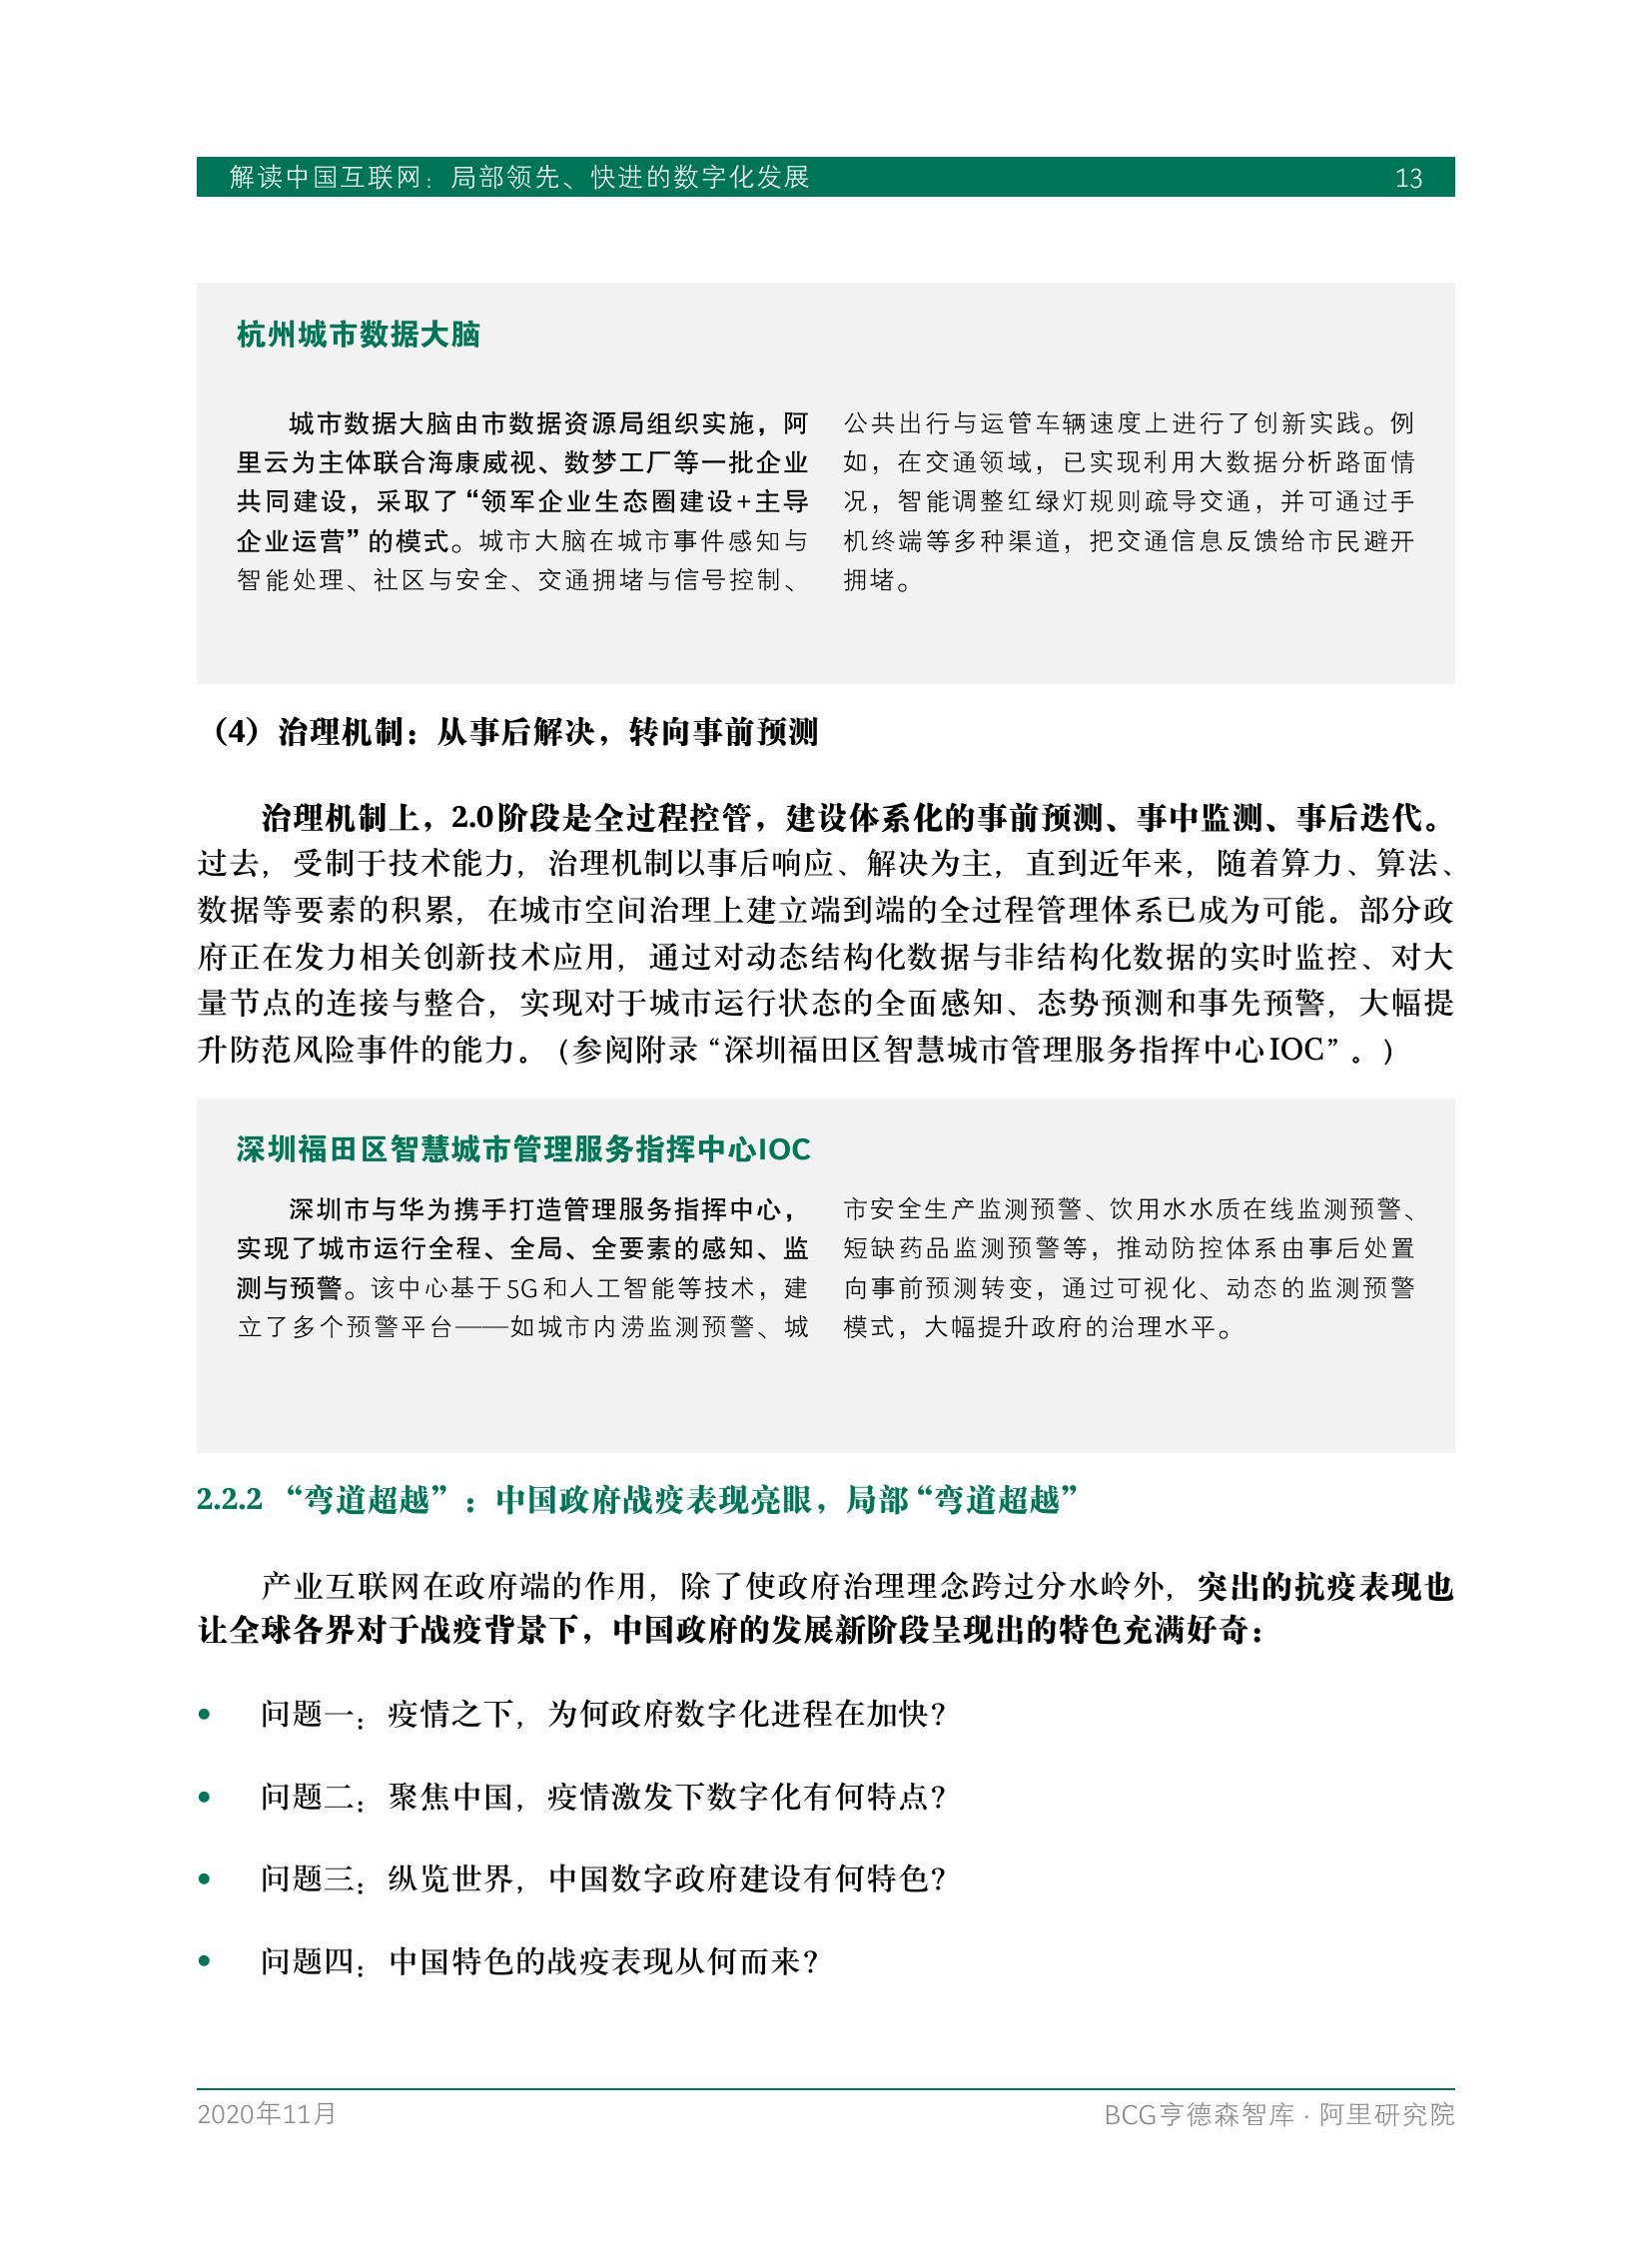 解读中国互联网：局部领先、快进的数字化发展
13
杭州城市数据大脑
城市数据大脑由市数据资源局组织实施，阿
里云为主体联合海康威视、数梦工厂等一批企业
共同建设，采取了“领军企业生态圈建设+主导
企业运营”的模式。城市大脑在城市事件感知与
智能处理、社区与安全、交通拥堵与信号控制、
公共出行与运管车辆速度上进行了创新实践。例
如，在交通领域，已实现利用大数据分析路面情
况，智能调整红绿灯规则疏导交通，并可通过手
机终端等多种渠道，把交通信息反馈给市民避开
拥堵。
（4）治理机制：从事后解决，转向事前预测
治理机制上，2.0阶段是全过程控管，建设体系化的事前预测、事中监测、事后迭代。
过去，受制于技术能力，治理机制以事后响应、解决为主，直到近年来，随着算力、算法、
数据等要素的积累，在城市空间治理上建立端到端的全过程管理体系已成为可能。部分政
府正在发力相关创新技术应用，通过对动态结构化数据与非结构化数据的实时监控、对大
量节点的连接与整合，实现对于城市运行状态的全面感知、态势预测和事先预警，大幅提
升防范风险事件的能力。(参阅附录“深圳福田区智慧城市管理服务指挥中心IOC”。)
深圳福田区智慧城市管理服务指挥中心IOC
深圳市与华为携手打造管理服务指挥中心，
实现了城市运行全程、全局、全要素的感知、监
测与预警。该中心基于5G和人工智能等技术，建
立了多个预警平台——如城市内涝监测预警、城
市安全生产监测预警、饮用水水质在线监测预警、
短缺药品监测预警等，推动防控体系由事后处置
向事前预测转变，通过可视化、动态的监测预警
模式，大幅提升政府的治理水平。
2.2.2 “弯道超越”：中国政府战疫表现亮眼，局部“弯道超越”
产业互联网在政府端的作用，除了使政府治理理念跨过分水岭外，突出的抗疫表现也
让全球各界对于战疫背景下，中国政府的发展新阶段呈现出的特色充满好奇：
• 问题一：疫情之下，为何政府数字化进程在加快？
• 问题二：聚焦中国，疫情激发下数字化有何特点？
• 问题三：纵览世界，中国数字政府建设有何特色？
• 问题四：中国特色的战疫表现从何而来？
2020年11月
BCG亨德森智库 · 阿里研究院